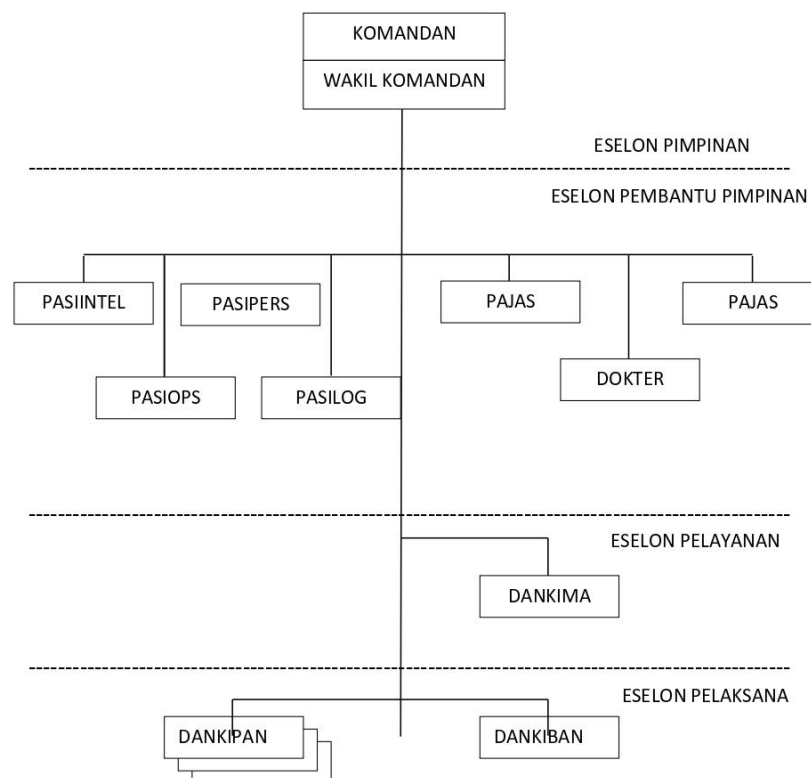 KOMANDAN
WAKIL KOMANDAN
ESELON PIMPINAN
ESELON PEMBANTU PIMPINAN
PASIINTEL
PASIPERS
PAJAS
PAJAS
PASIOPS
PASILOG
DOKTER
ESELON PELAYANAN
DANKIMA
ESELON PELAKSANA
DANKIPAN
DANKIBAN